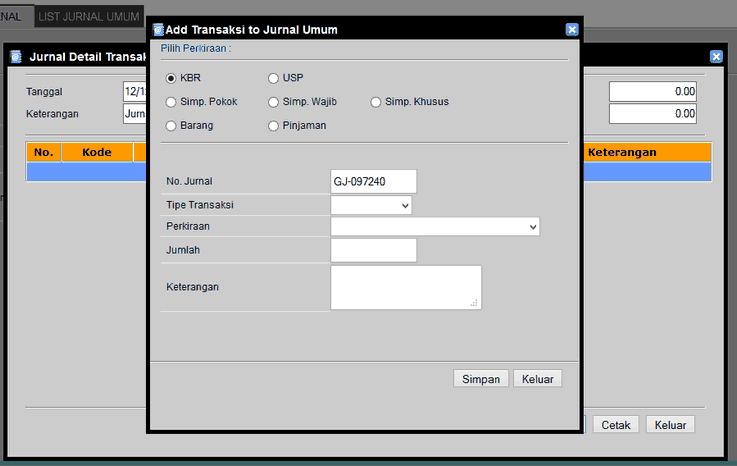 NAL LIST JURNAL UMUM
Jurnal Detail Transak
Tanggal 12/1
Keterangan Jurn
0.00
0.00
No. Kode Keterangan
Cetak Keluar
Add Transaksi to Jurnal Umum
Pilih Perkiraan :
KBR USP
Simp. Pokok Simp. Wajib Simp. Khusus
Barang Pinjaman
No. Jurnal GJ-097240
Tipe Transaksi
Perkiraan
Jumlah
Keterangan
Simpan Keluar